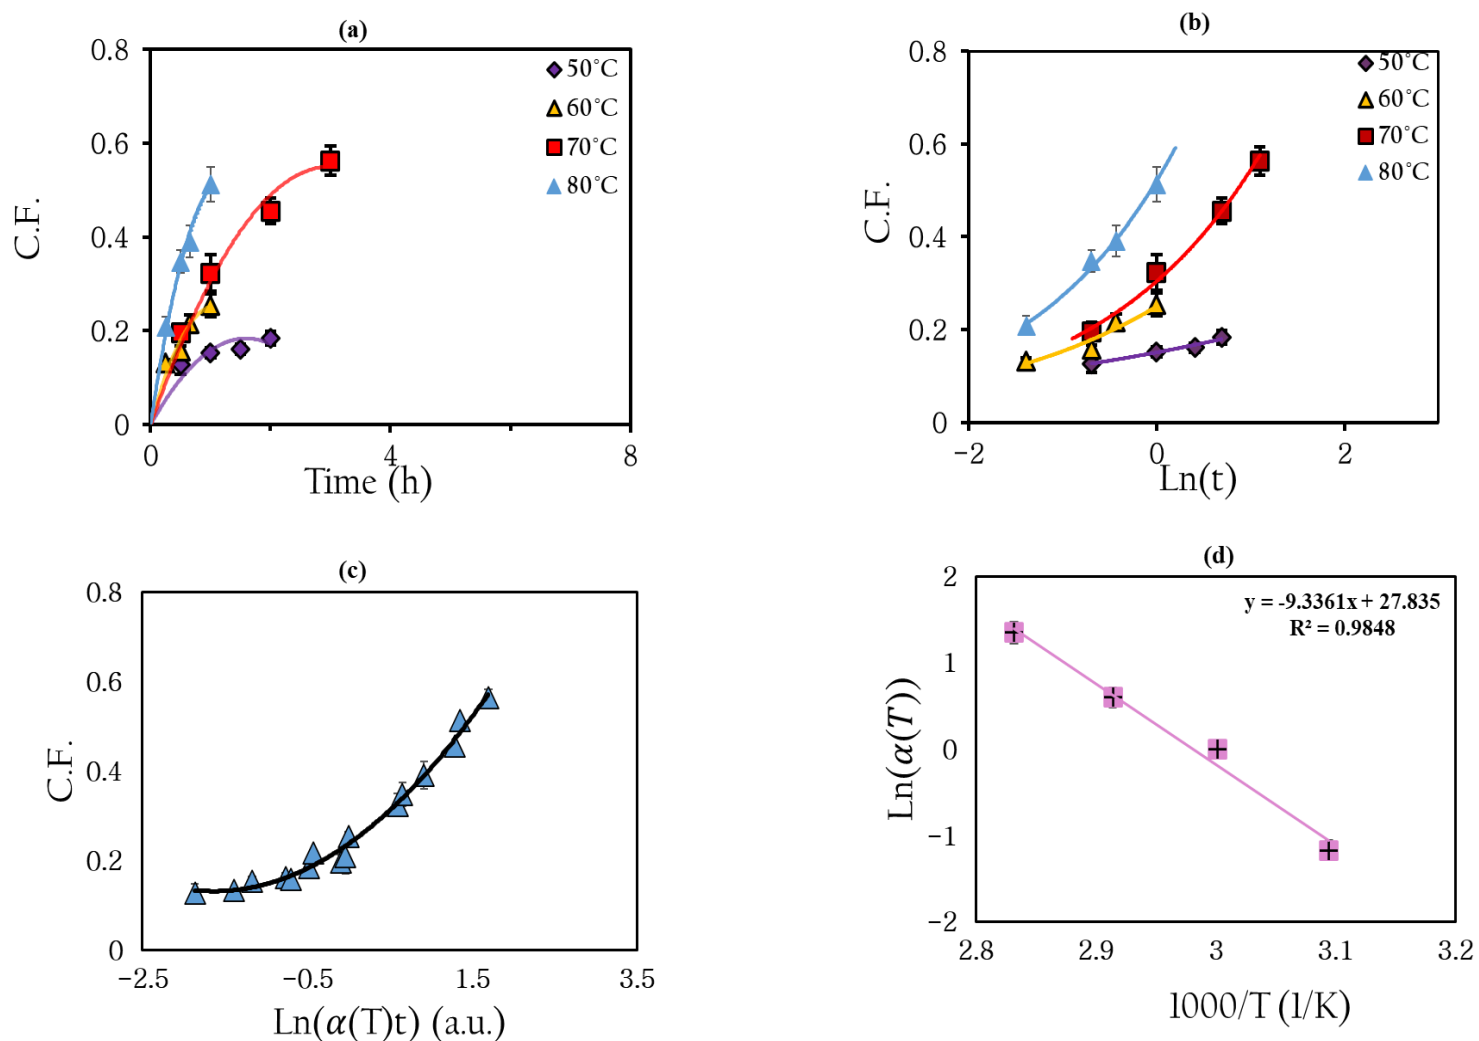 (a)
0.8
0.6
0.4
0.2
0
C.F.
50°C
60°C
70°C
80°C
0
4
8
Time (h)
(b)
0.8
0.6
0.4
0.2
0
C.F.
50°C
60°C
70°C
80°C
−2
0
2
Ln(t)
(c)
0.8
0.6
0.4
0.2
0
C.F.
−2.5
−0.5
1.5
3.5
Ln(α(T)t) (a.u.)
(d)
2
1
0
−1
−2
Ln(α(T))
y = -9.3361x + 27.835
R² = 0.9848
2.8
2.9
3
3.1
3.2
1000/T (1/K)